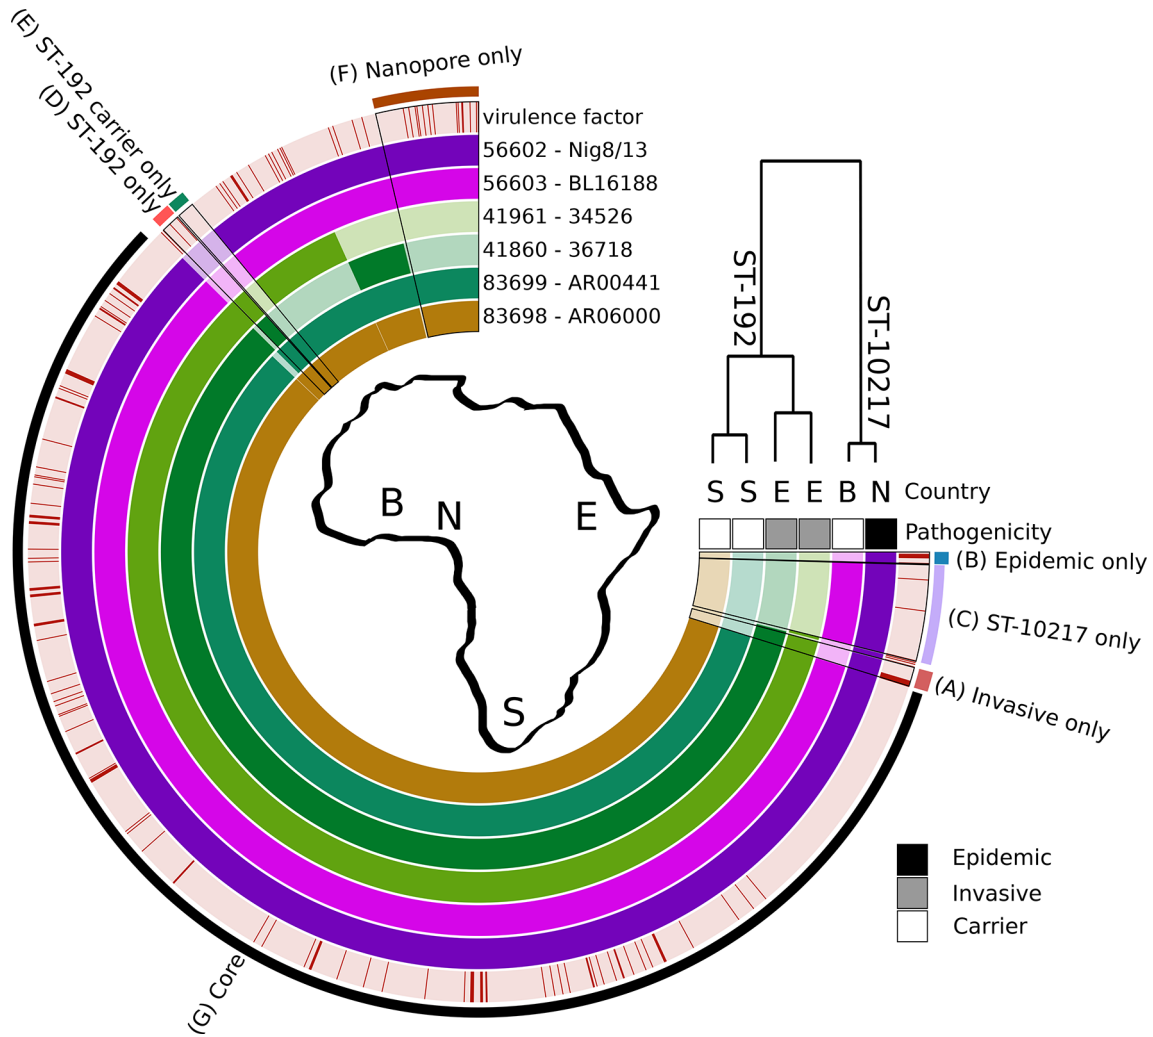 (E) ST-192 carrier only
(D) ST-192 only
(F) Nanopore only
virulence factor
56602 - Nig8/13
56603 - BL16188
41961 - 34526
41860 - 36718
83699 - AR00441
83698 - AR06000
ST-192
ST-10217
S S E E B N Country
Pathogenicity
B
N
E
S
(B) Epidemic only
(C) ST-10217 only
(A) Invasive only
Epidemic
Invasive
Carrier
(G) Core